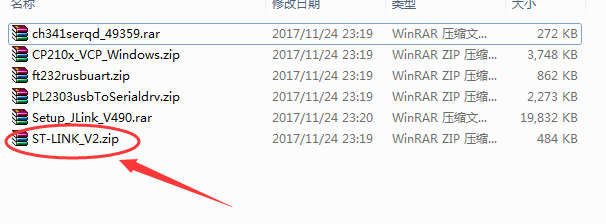 名称 修改日期 类型 大小
ch341serqd_49359.rar 2017/11/24 23:19 WinRAR 压缩文... 272 KB
CP210x_VCP_Windows.zip 2017/11/24 23:19 WinRAR ZIP 压缩... 3,748 KB
ft232rusbuart.zip 2017/11/24 23:19 WinRAR ZIP 压缩... 862 KB
PL2303usbToSerialdrv.zip 2017/11/24 23:19 WinRAR ZIP 压缩... 2,273 KB
Setup_JLink_V490.rar 2017/11/24 23:20 WinRAR 压缩文... 19,832 KB
ST-LINK_V2.zip 2017/11/24 23:19 WinRAR ZIP 压缩... 484 KB